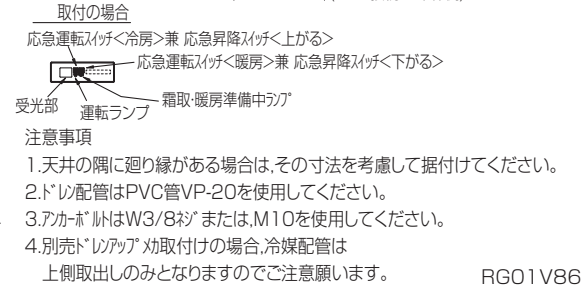 取付の場合
応急運転ｽｲｯﾁ<冷房>兼 応急昇降ｽｲｯﾁ<上がる>
応急運転ｽｲｯﾁ<暖房>兼 応急昇降ｽｲｯﾁ<下がる>
受光部
運転ランプ
霜取･暖房準備中ﾗﾝﾌﾟ
注意事項
1.天井の隅に廻り縁がある場合は,その寸法を考慮して据付けてください。
2.ﾄﾞﾚﾝ配管はPVC管VP-20を使用してください。
3.ｱﾝｶｰﾎﾞﾙﾄはW3/8ﾈｼﾞまたは,M10を使用してください。
4.別売ﾄﾞﾚﾝｱｯﾌﾟﾒｶ取付けの場合,冷媒配管は
上側取出しのみとなりますのでご注意願います。
RG01V86